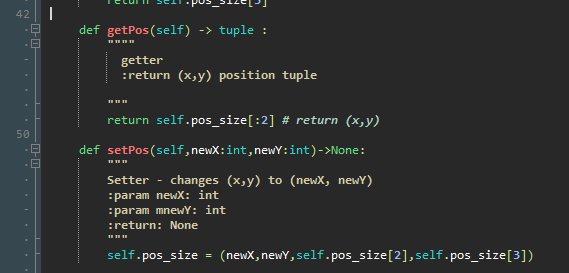 return self.pos_size[3]
42
def getPos(self) -> tuple :
""""
getter
:return (x,y) position tuple
"""
return self.pos_size[:2] # return (x,y)
50
def setPos(self,newX:int,newY:int)->None:
"""
Setter - changes (x,y) to (newX, newY)
:param newX: int
:param mnewY: int
:return: None
"""
self.pos_size = (newX,newY,self.pos_size[2],self.pos_size[3])